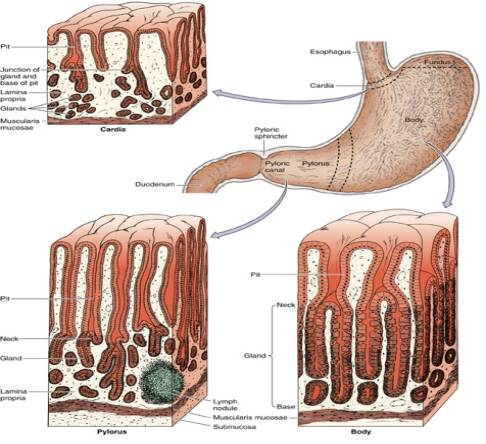 Pit
Junction of
gland and
base of pit
Lamina
propria
Glands
Muscularis
mucosae
Cardia
Esophagus
Fundus
Cardia
Body
Pyloric
sphincter
Pyloric
canal
Pylorus
Duodenum
Pit
Neck
Gland
Lamina
propria
Lymph
nodule
Muscularis mucosae
Submucosa
Pylorus
Pit
Neck
Gland
Base
Body